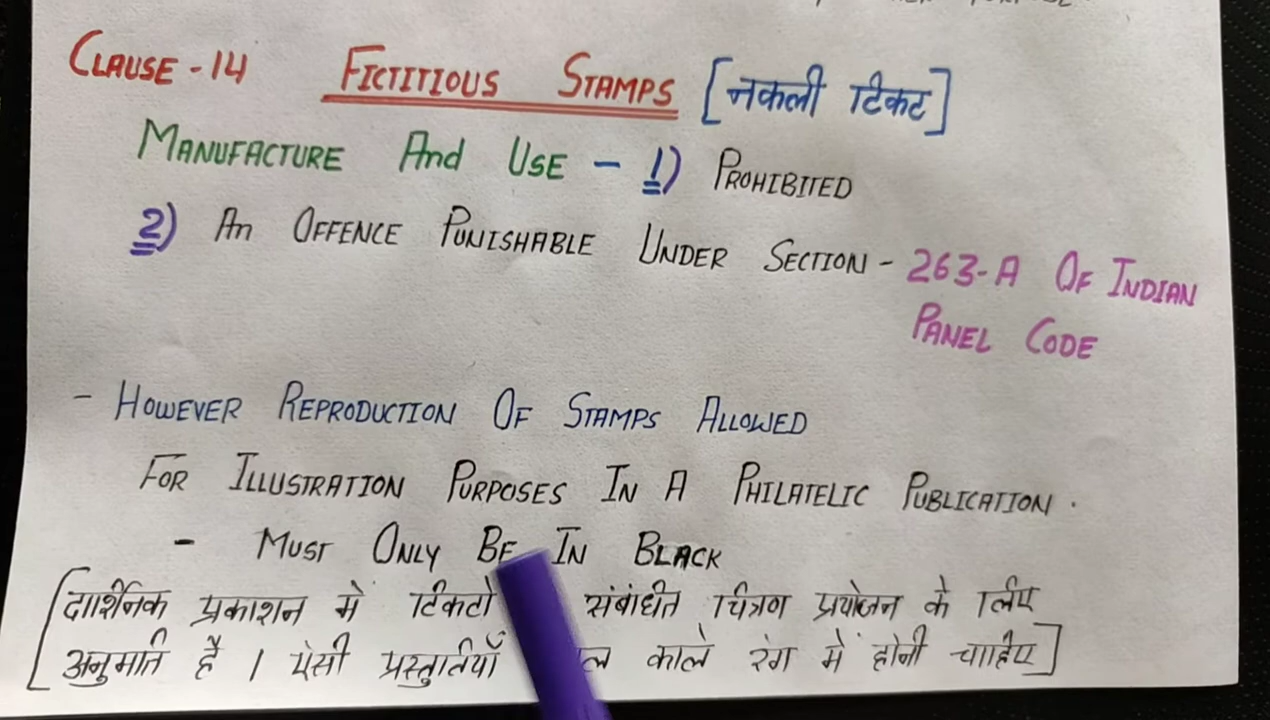 CLAUSE - 14 FICTITIOUS STAMPS [नकली टिकट]
MANUFACTURE And USE - 1) PROHIBITED
2) An OFFENCE PUNISHABLE UNDER SECTION - 263-A OF INDIAN
PANEL CODE
- HOWEVER REPRODUCTION OF STAMPS ALLOWED
FOR ILLUSTRATION PURPOSES IN A PHILATELIC PUBLICATION .
- MUST ONLY BE IN BLACK
[दार्शनिक प्रकाशन मे टिकटो संबंधित चित्रण प्रयोजन के लिए
अनुमति है । ऐसी प्रस्तुतियाँ काले रंग में होनी चाहिए]